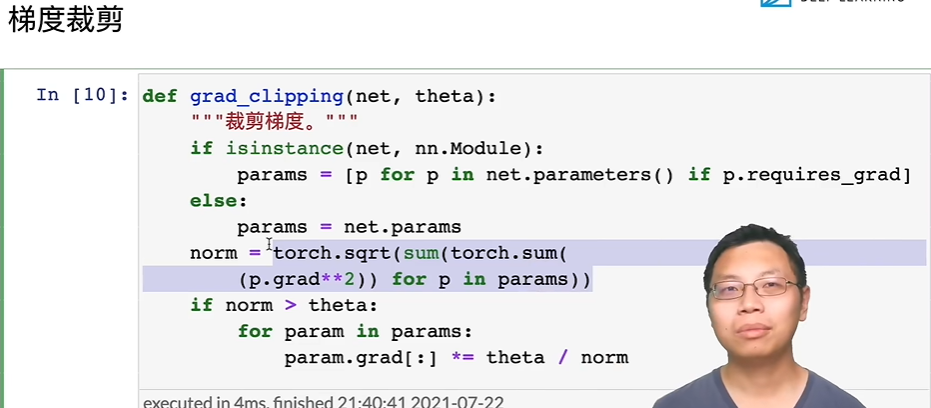 梯度裁剪
In [10]: def grad_clipping(net, theta):
"""裁剪梯度。"""
if isinstance(net, nn.Module):
params = [p for p in net.parameters() if p.requires_grad]
else:
params = net.params
norm = torch.sqrt(sum(torch.sum(
(p.grad**2)) for p in params))
if norm > theta:
for param in params:
param.grad[:] *= theta / norm
executed in 4ms, finished 21:40:41 2021-07-22